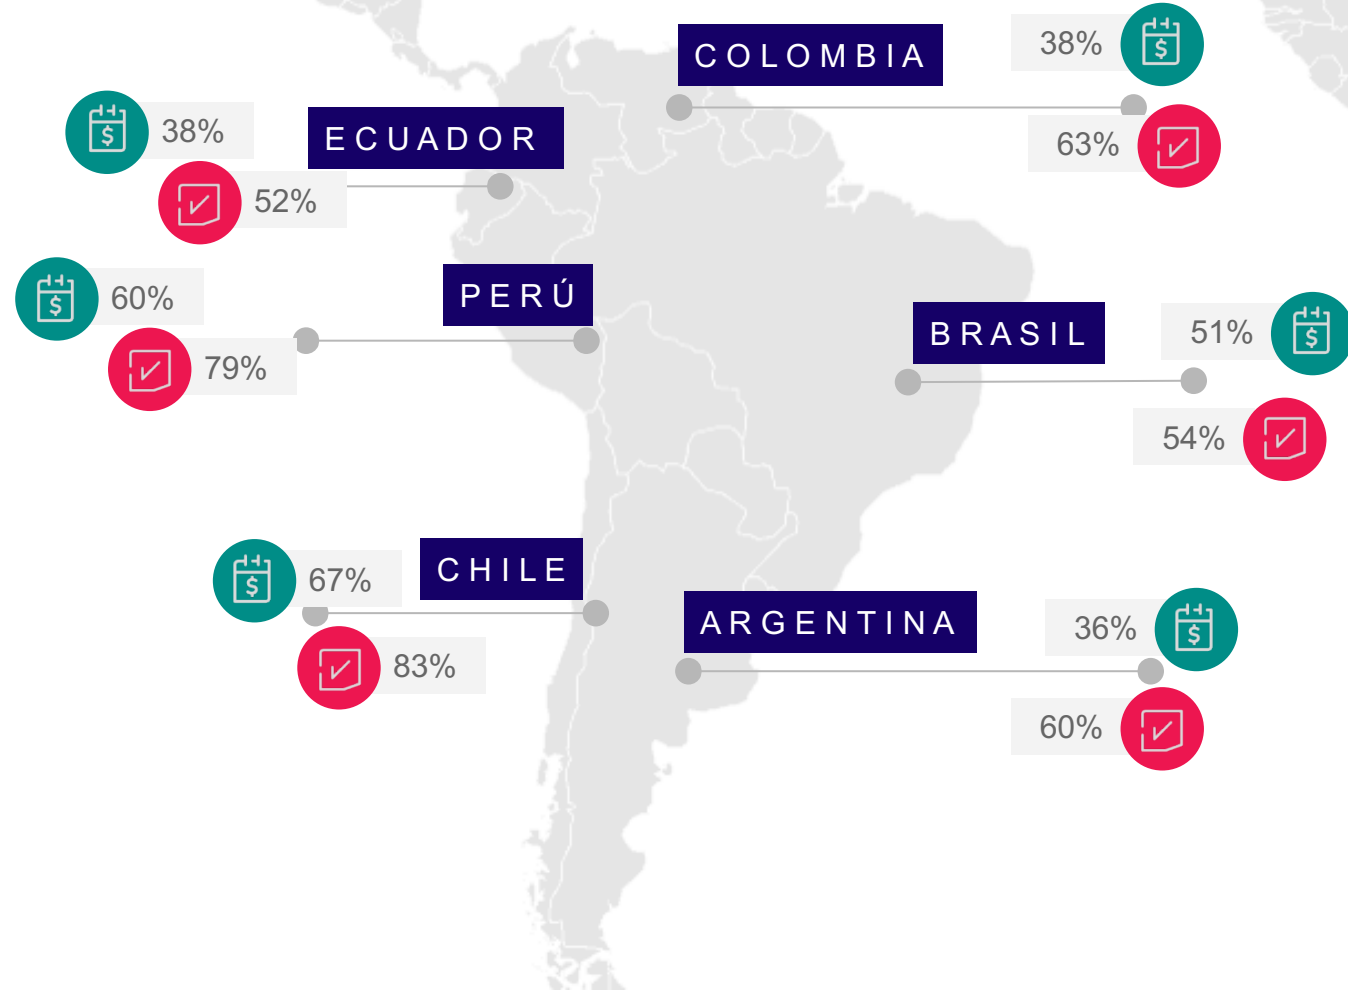 COLOMBIA
38%
63%
ECUADOR
38%
52%
PERÚ
60%
79%
BRASIL
51%
54%
CHILE
67%
83%
ARGENTINA
36%
60%